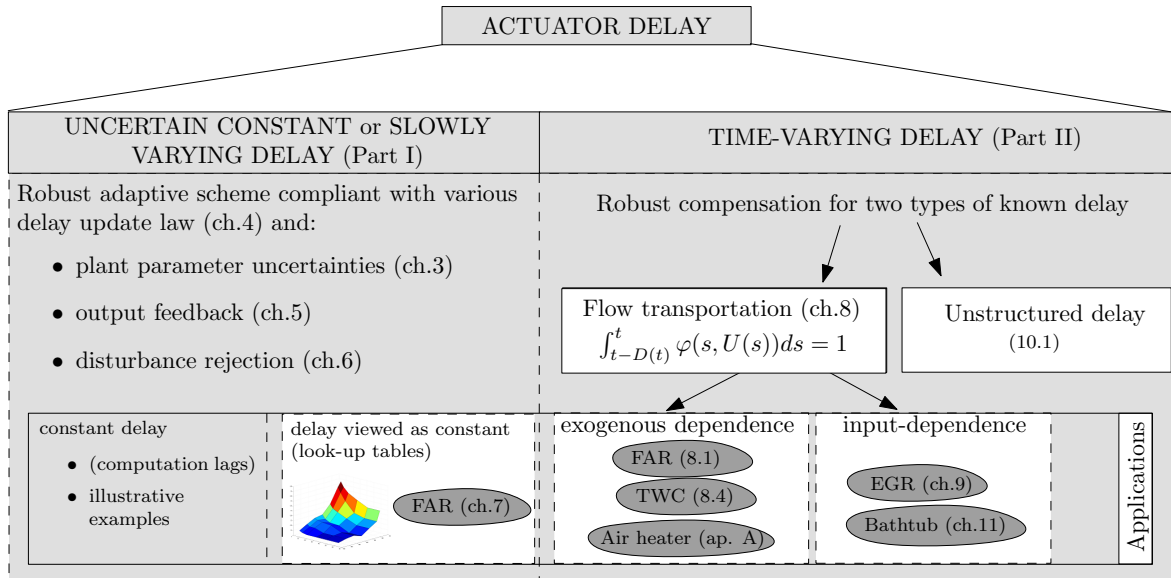 ACTUATOR DELAY
UNCERTAIN CONSTANT or SLOWLY
VARYING DELAY (Part I)
TIME-VARYING DELAY (Part II)
Robust adaptive scheme compliant with various
delay update law (ch.4) and:
• plant parameter uncertainties (ch.3)
• output feedback (ch.5)
• disturbance rejection (ch.6)
Robust compensation for two types of known delay
Flow transportation (ch.8)
∫_{t−D(t)}^{t} φ(s, U(s))ds = 1
Unstructured delay
(10.1)
constant delay
• (computation lags)
• illustrative
examples
delay viewed as constant
(look-up tables)
FAR (ch.7)
exogenous dependence
FAR (8.1)
TWC (8.4)
Air heater (ap. A)
input-dependence
EGR (ch.9)
Bathtub (ch.11)
Applications